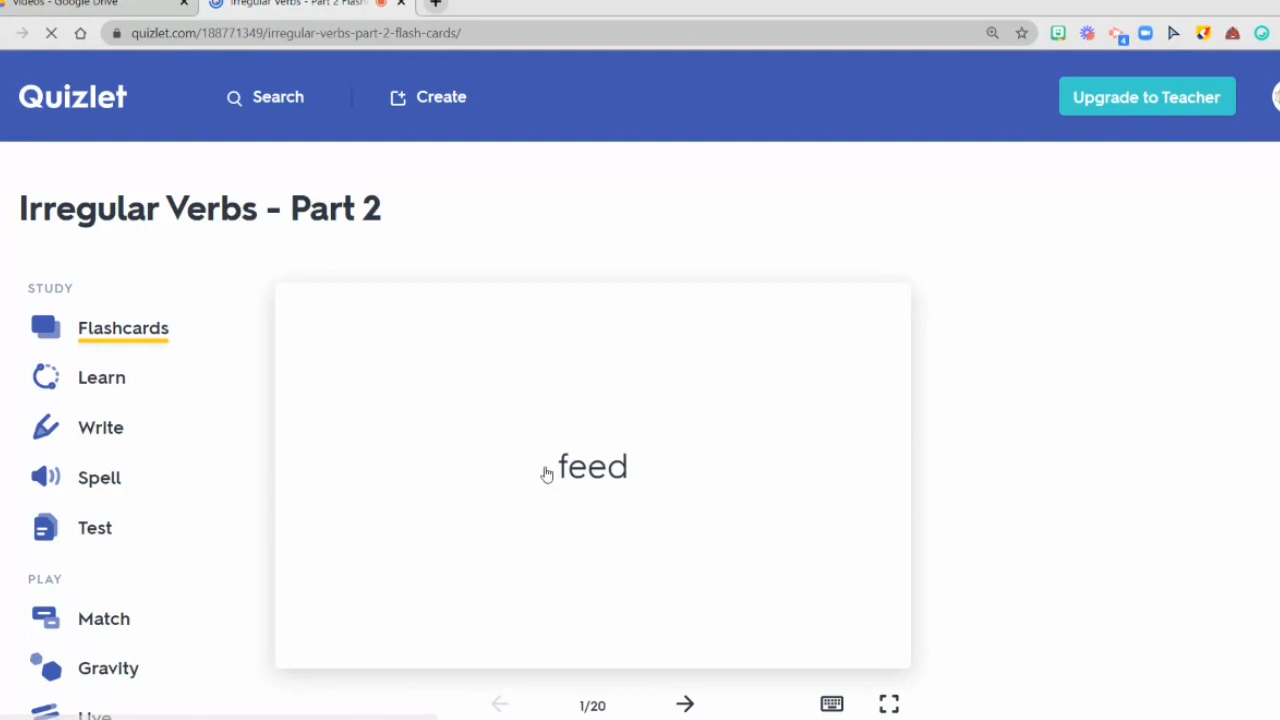 Videos - Google Drive
Irregular Verbs - Part 2 Flash
quizlet.com/188771349/irregular-verbs-part-2-flash-cards/
4
Quizlet
Search
Create
Upgrade to Teacher
Irregular Verbs - Part 2
STUDY
Flashcards
Learn
Write
Spell
Test
PLAY
Match
Gravity
Live
feed
1/20